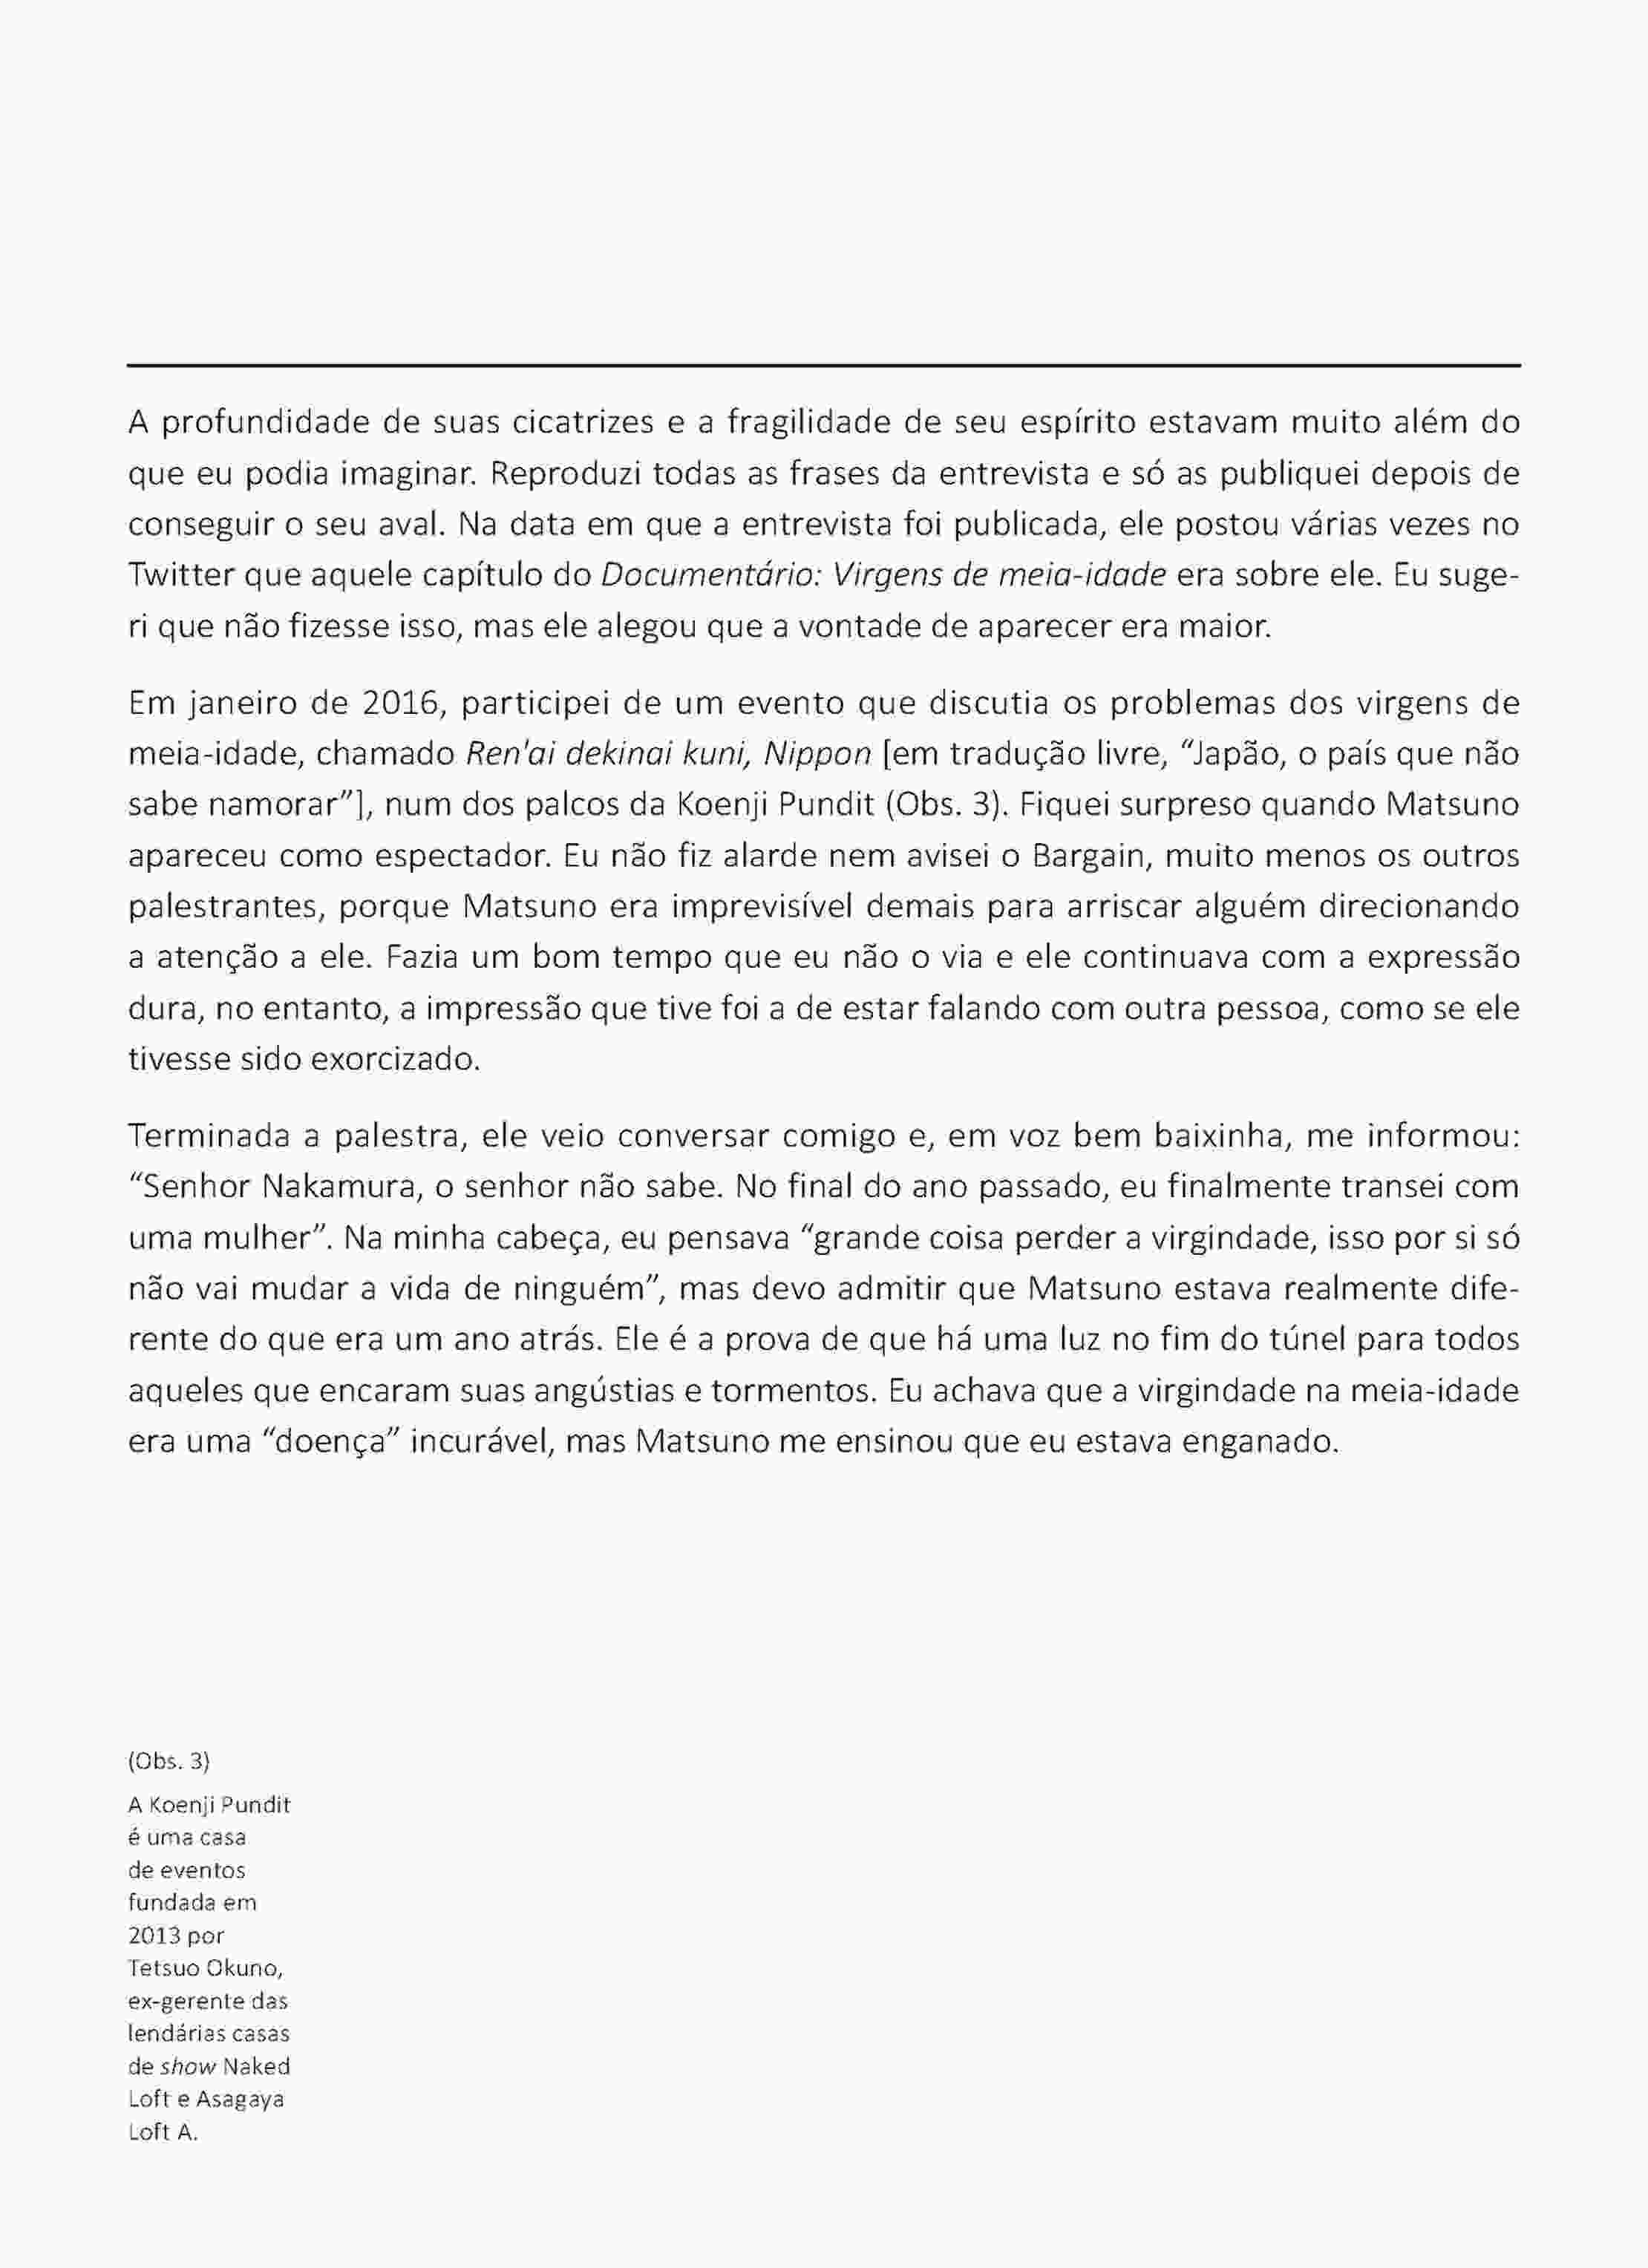 A profundidade de suas cicatrizes e a fragilidade de seu espírito estavam muito além do
que eu podia imaginar. Reproduzi todas as frases da entrevista e só as publiquei depois de
conseguir o seu aval. Na data em que a entrevista foi publicada, ele postou várias vezes no
Twitter que aquele capítulo do Documentário: Virgens de meia-idade era sobre ele. Eu suge-
ri que não fizesse isso, mas ele alegou que a vontade de aparecer era maior.
Em janeiro de 2016, participei de um evento que discutia os problemas dos virgens de
meia-idade, chamado Ren'ai dekinai kuni, Nippon [em tradução livre, “Japão, o país que não
sabe namorar”], num dos palcos da Koenji Pundit (Obs. 3). Fiquei surpreso quando Matsuno
apareceu como espectador. Eu não fiz alarde nem avisei o Bargain, muito menos os outros
palestrantes, porque Matsuno era imprevisível demais para arriscar alguém direcionando
a atenção a ele. Fazia um bom tempo que eu não o via e ele continuava com a expressão
dura, no entanto, a impressão que tive foi a de estar falando com outra pessoa, como se ele
tivesse sido exorcizado.
Terminada a palestra, ele veio conversar comigo e, em voz bem baixinha, me informou:
“Senhor Nakamura, o senhor não sabe. No final do ano passado, eu finalmente transei com
uma mulher”. Na minha cabeça, eu pensava “grande coisa perder a virgindade, isso por si só
não vai mudar a vida de ninguém”, mas devo admitir que Matsuno estava realmente dife-
rente do que era um ano atrás. Ele é a prova de que há uma luz no fim do túnel para todos
aqueles que encaram suas angústias e tormentos. Eu achava que a virgindade na meia-idade
era uma “doença” incurável, mas Matsuno me ensinou que eu estava enganado.
(Obs. 3)
A Koenji Pundit
é uma casa
de eventos
fundada em
2013 por
Tetsuo Okuno,
ex-gerente das
lendárias casas
de show Naked
Loft e Asagaya
Loft A.